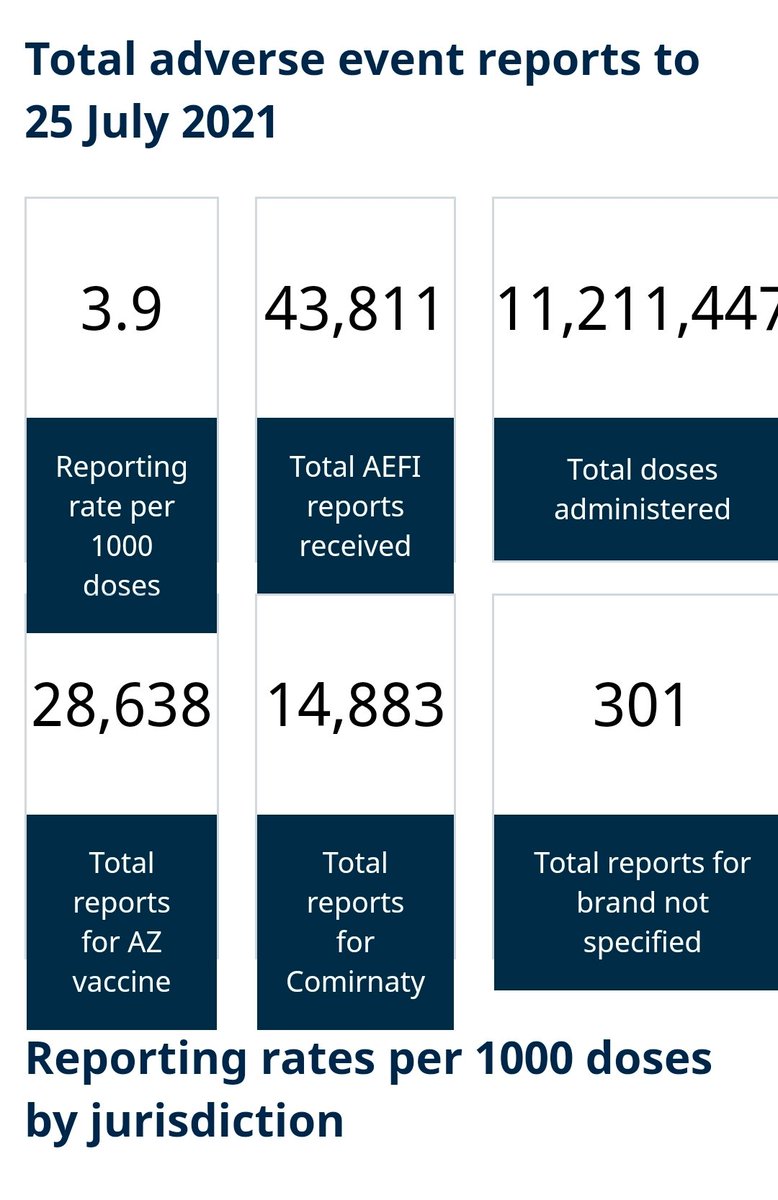 Total adverse event reports to
25 July 2021
3.9
Reporting
rate per
1000
doses
43,811
Total AEFI
reports
received
11,211,447
Total doses
administered
28,638
Total
reports
for AZ
vaccine
14,883
Total
reports
for
Comirnaty
301
Total reports for
brand not
specified
Reporting rates per 1000 doses
by jurisdiction